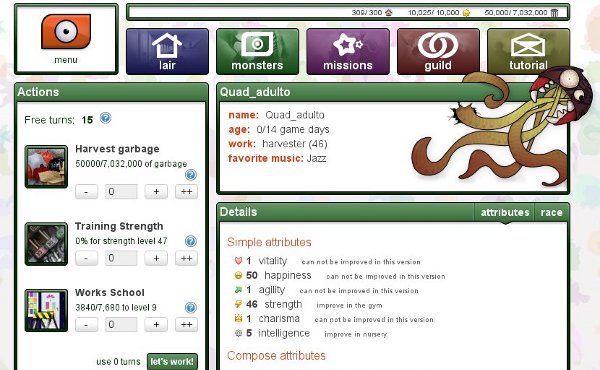 309/ 300
10,025/ 10,000
50,000/ 7,032,000
menu
lair
monsters
missions
guild
tutorial
Actions
Free turns: 15
Harvest garbage
50000/7,032,000 of garbage
- 0 + ++
Training Strength
0% for strength level 47
- 0 + ++
Works School
3840/7,660 to level 9
- 0 + ++
use 0 turns let's work!
Quad_adulto
name: Quad_adulto
age: 0/14 game days
work: harvester (46)
favorite music: Jazz
Details attributes race
Simple attributes
1 vitality can not be improved in this version
50 happiness can not be improved in this version
1 agility can not be improved in this version
46 strength improve in the gym
1 charisma can not be improved in this version
5 intelligence improve in nursery
Compose attributes